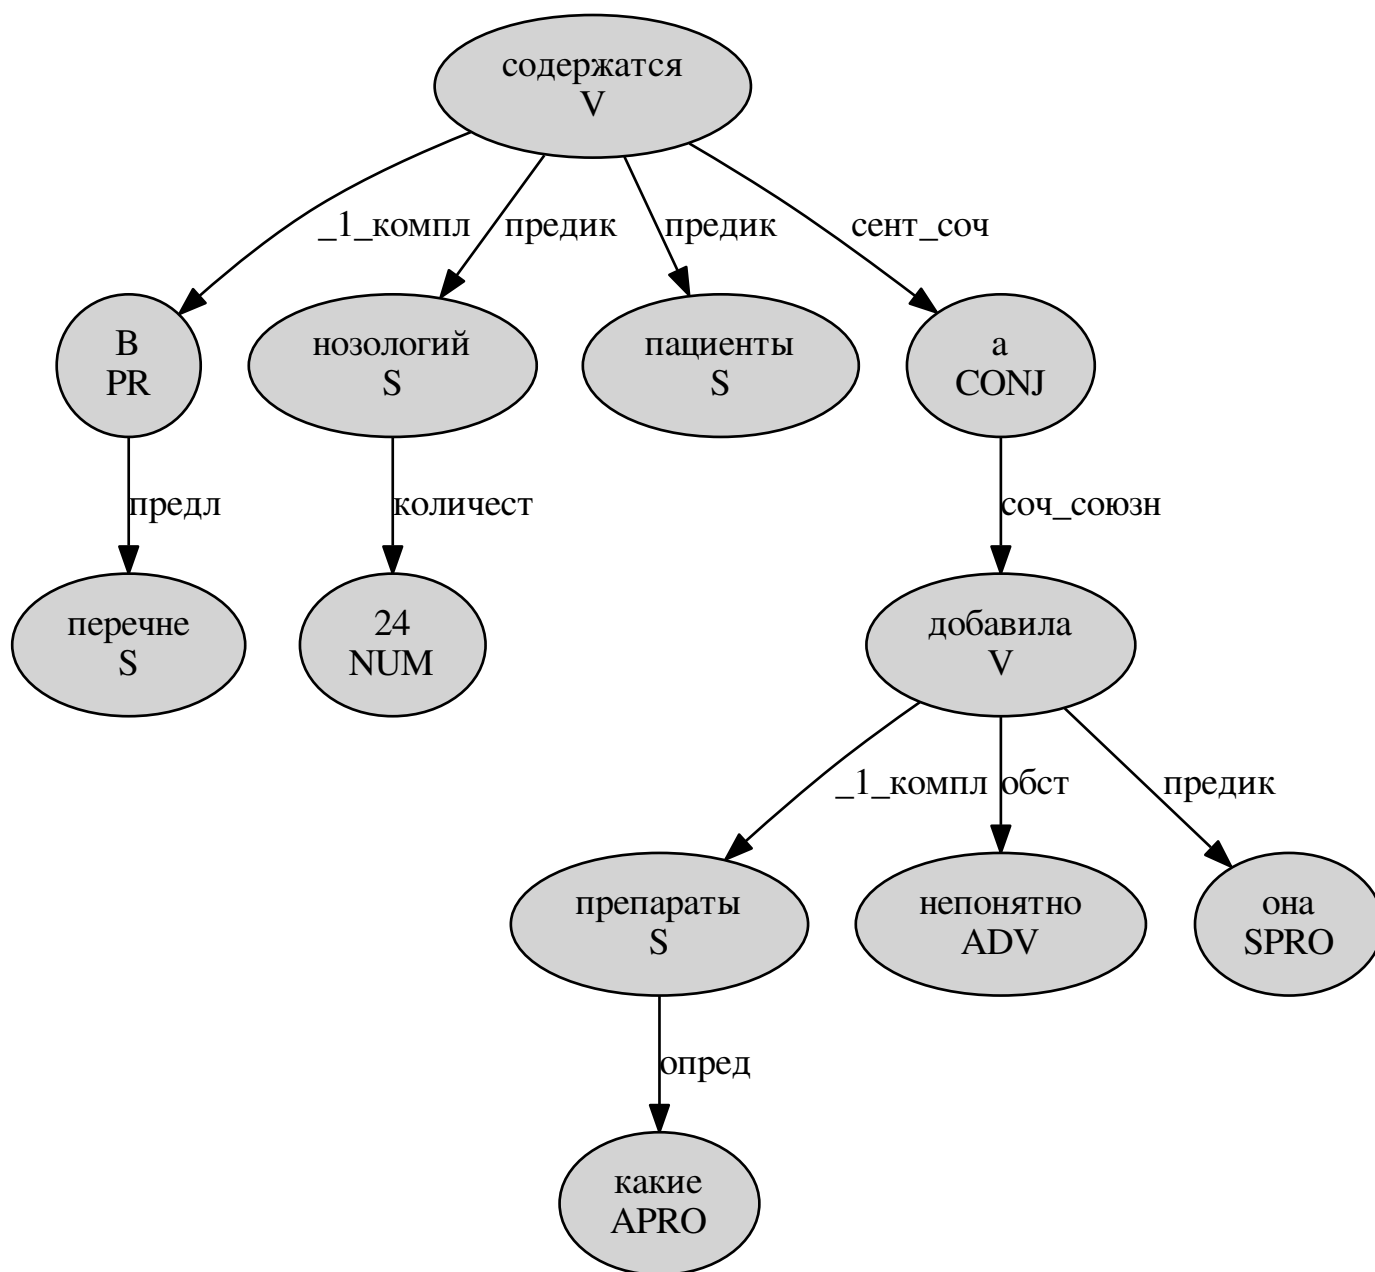 содержатся
V
_1_компл
предик
предик
сент_соч
В
PR
нозологий
S
пациенты
S
а
CONJ
предл
количест
соч_союзн
перечне
S
24
NUM
добавила
V
_1_компл
обст
предик
препараты
S
непонятно
ADV
она
SPRO
опред
какие
APRO